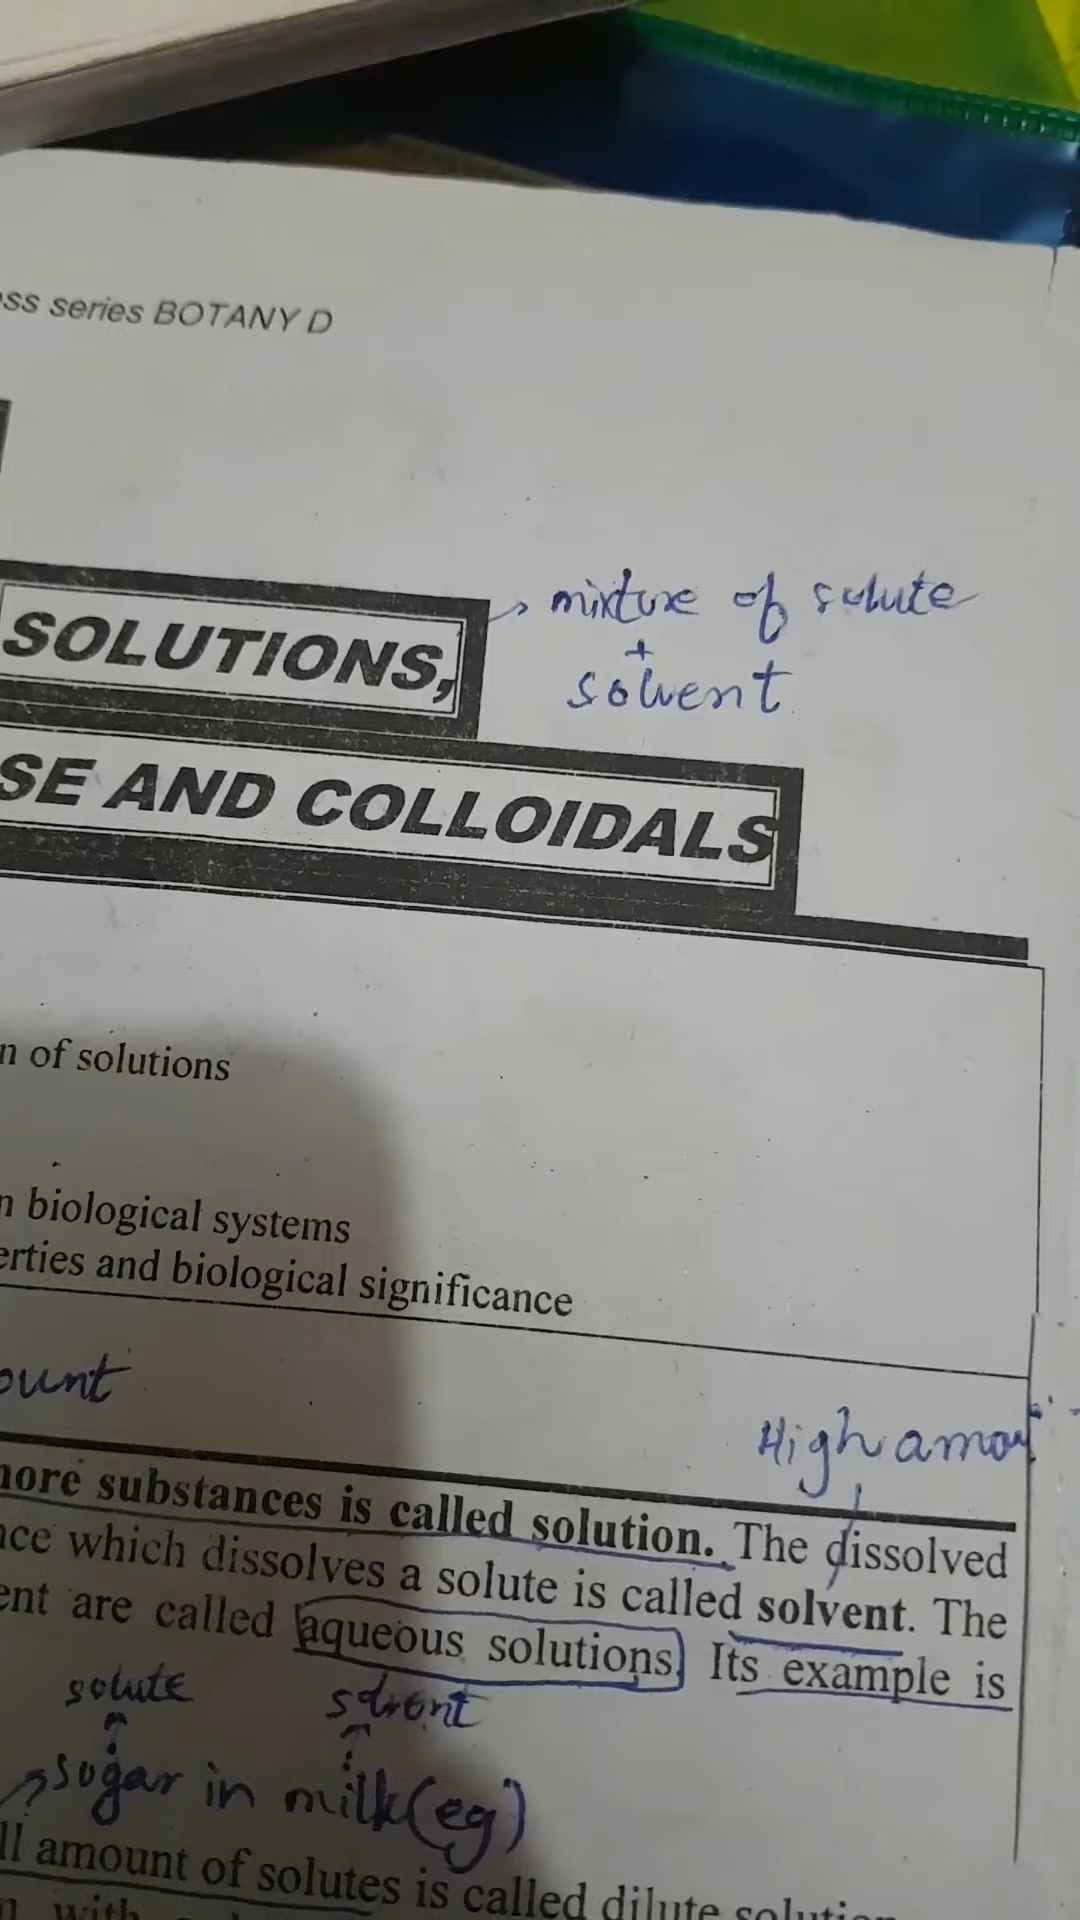 ss series BOTANY D
SOLUTIONS,
mixture of solute
+
solvent
SE AND COLLOIDALS
n of solutions
n biological systems
erties and biological significance
ount
High amou
nore substances is called solution. The dissolved
nce which dissolves a solute is called solvent. The
ent are called aqueous solutions. Its example is
solute solvent
sugar in milk (eg)
ll amount of solutes is called dilute solution
n with